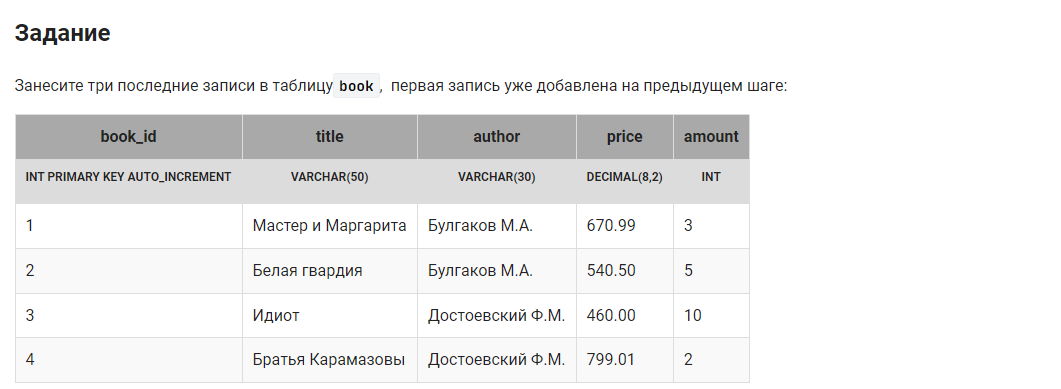 Задание
Занесите три последние записи в таблицу book, первая запись уже добавлена на предыдущем шаге:
book_id title author price amount
INT PRIMARY KEY AUTO_INCREMENT VARCHAR(50) VARCHAR(30) DECIMAL(8,2) INT
1 Мастер и Маргарита Булгаков М.А. 670.99 3
2 Белая гвардия Булгаков М.А. 540.50 5
3 Идиот Достоевский Ф.М. 460.00 10
4 Братья Карамазовы Достоевский Ф.М. 799.01 2